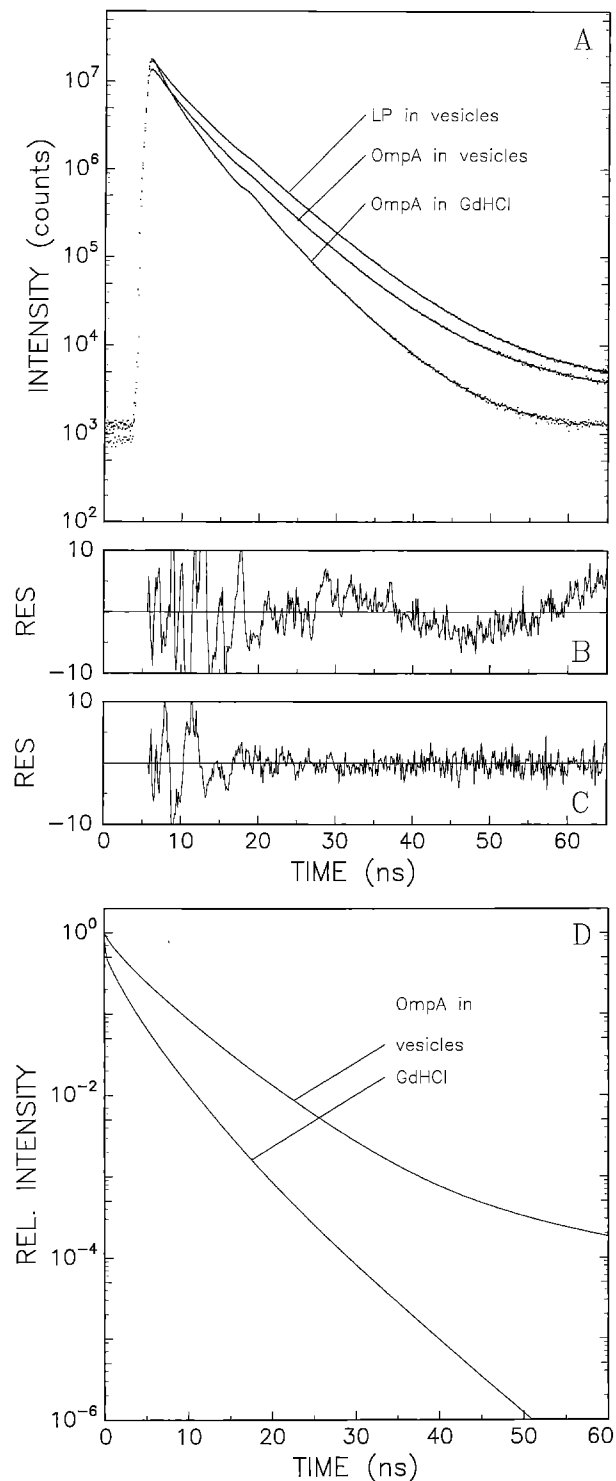 A
10^7
10^6
10^5
10^4
10^3
10^2
INTENSITY (counts)
LP in vesicles
OmpA in vesicles
OmpA in GdHCl
10
RES
-10
B
10
RES
-10
C
0 10 20 30 40 50 60
TIME (ns)
D
10^0
10^-2
10^-4
10^-6
REL. INTENSITY
OmpA in
vesicles
GdHCl
0 10 20 30 40 50 60
TIME (ns)